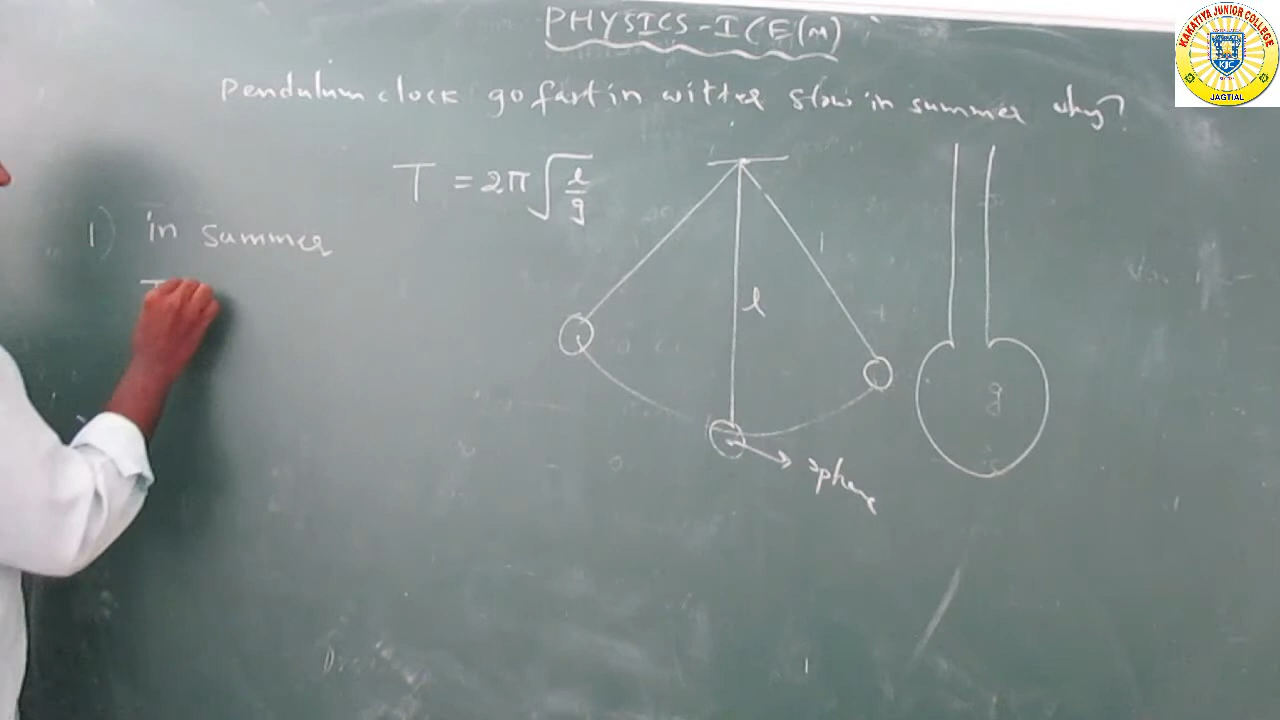 PHYSICS-I (E(M)
Pendulum clock go fast in witter slow in summer why?
T = 2π√l/g
1) in summer
T
l
l
g
KAKATIYA JUNIOR COLLEGE
KJC
JAGTIAL